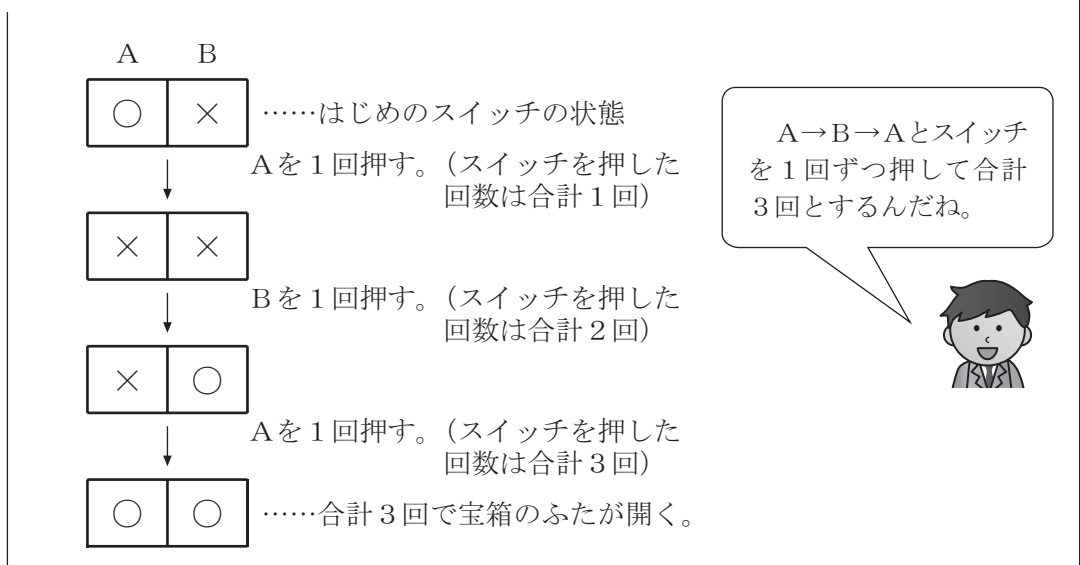 A B
○ × ……はじめのスイッチの状態
Aを1回押す。(スイッチを押した
回数は合計1回)
× ×
Bを1回押す。(スイッチを押した
回数は合計2回)
× ○
Aを1回押す。(スイッチを押した
回数は合計3回)
○ ○ ……合計3回で宝箱のふたが開く。
A→B→Aとスイッチ
を1回ずつ押して合計
3回とするんだね。